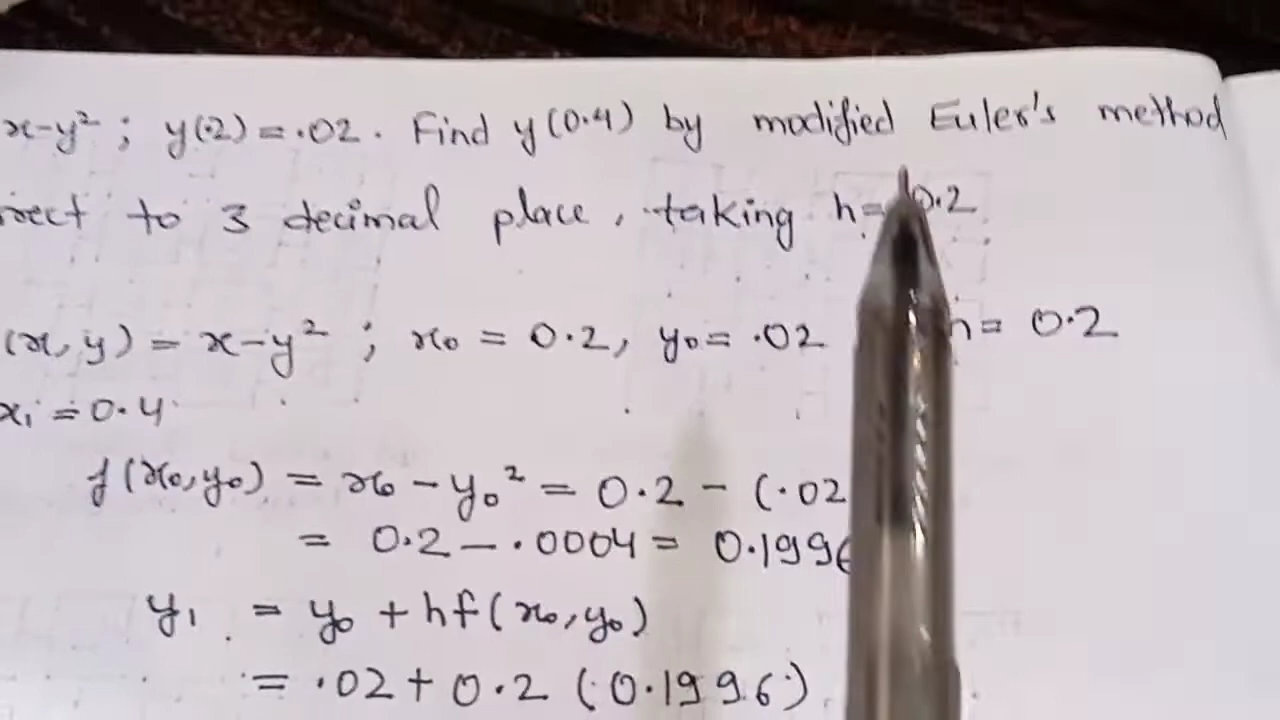 x-y²; y(.2)=.02. Find y(0.4) by modified Euler's method
rect to 3 decimal place, taking h=0.2
(x, y) = x-y² ; x₀ = 0.2, y₀ = .02 h= 0.2
x₁ = 0.4
f(x₀,y₀) = x₀ - y₀² = 0.2 - (.02
= 0.2 - .0004 = 0.1996
y₁ = y₀ + hf(x₀,y₀)
= .02 + 0.2 (0.1996)